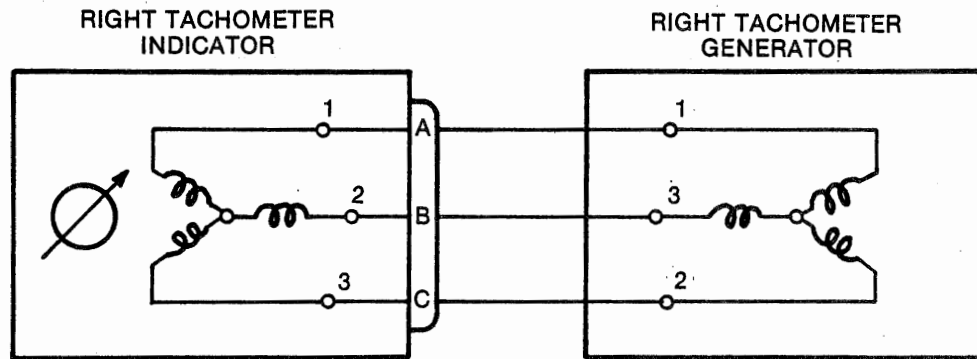 RIGHT TACHOMETER
INDICATOR
RIGHT TACHOMETER
GENERATOR
1
A
1
2
B
3
3
C
2